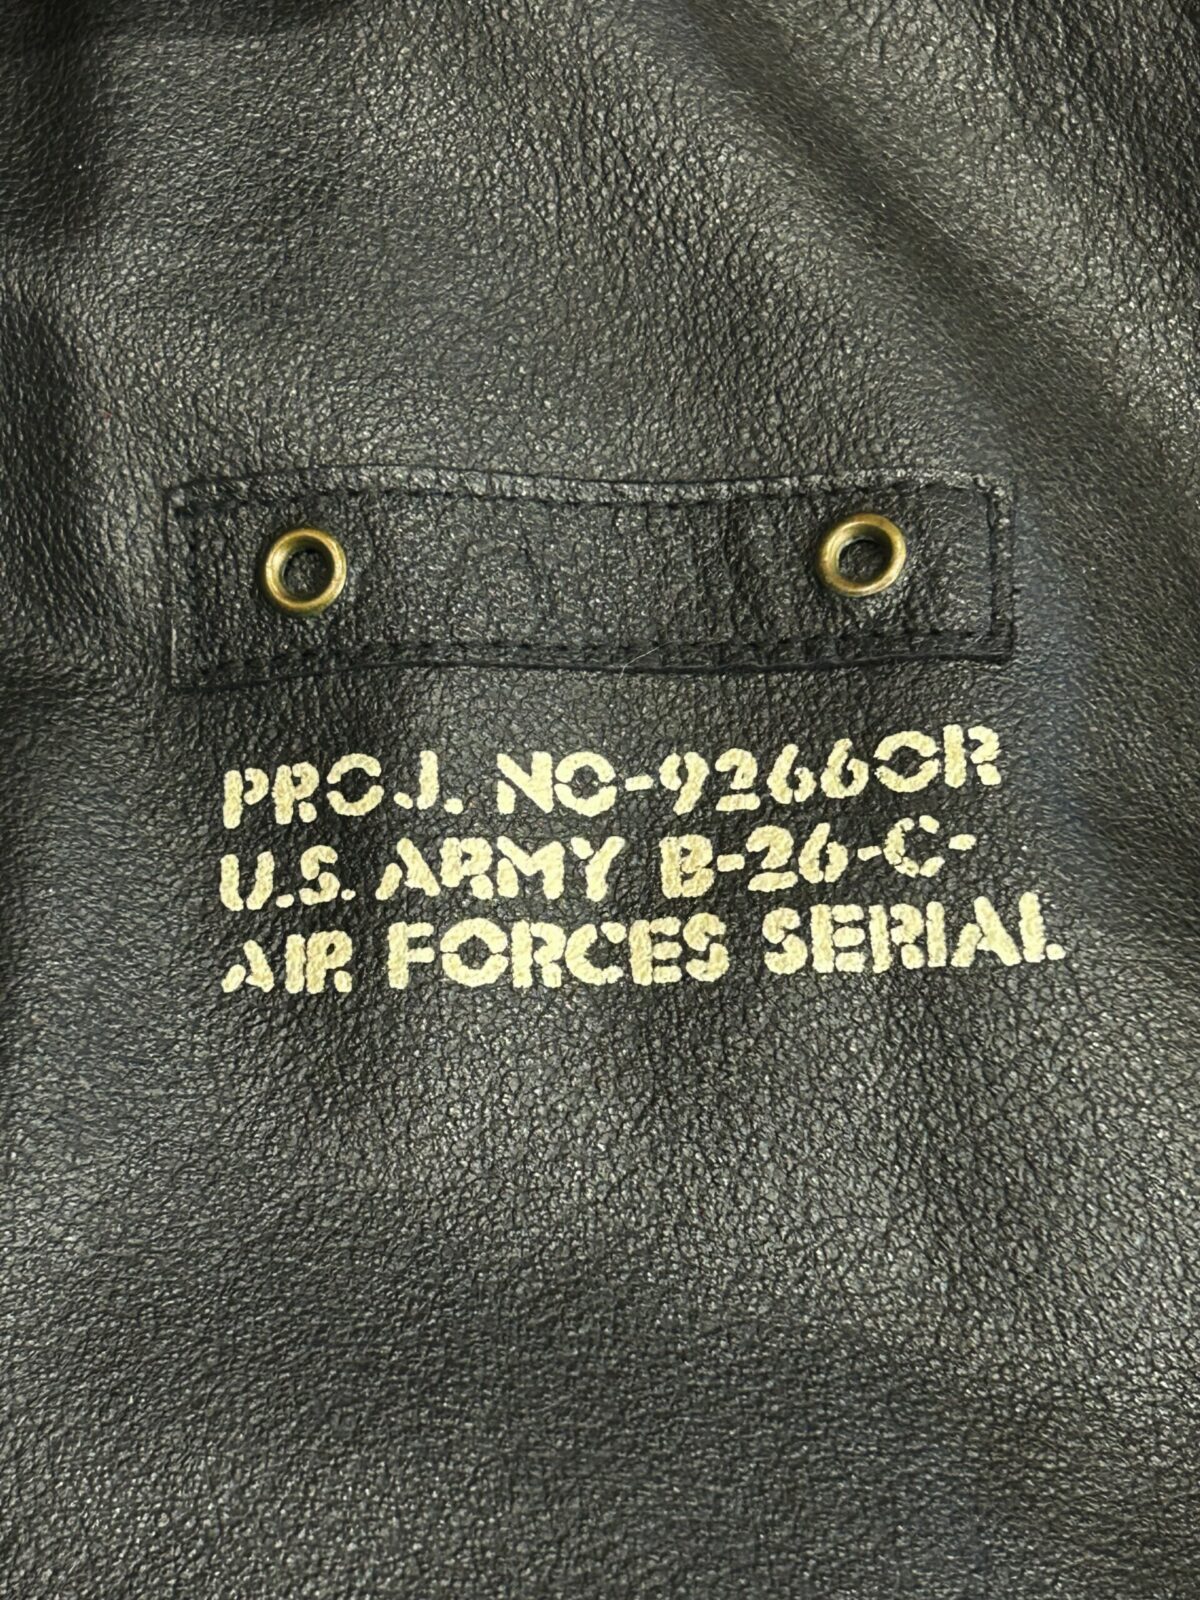 PROJ. NO-92660R
U.S. ARMY B-26-C-
AIR FORCES SERIAL